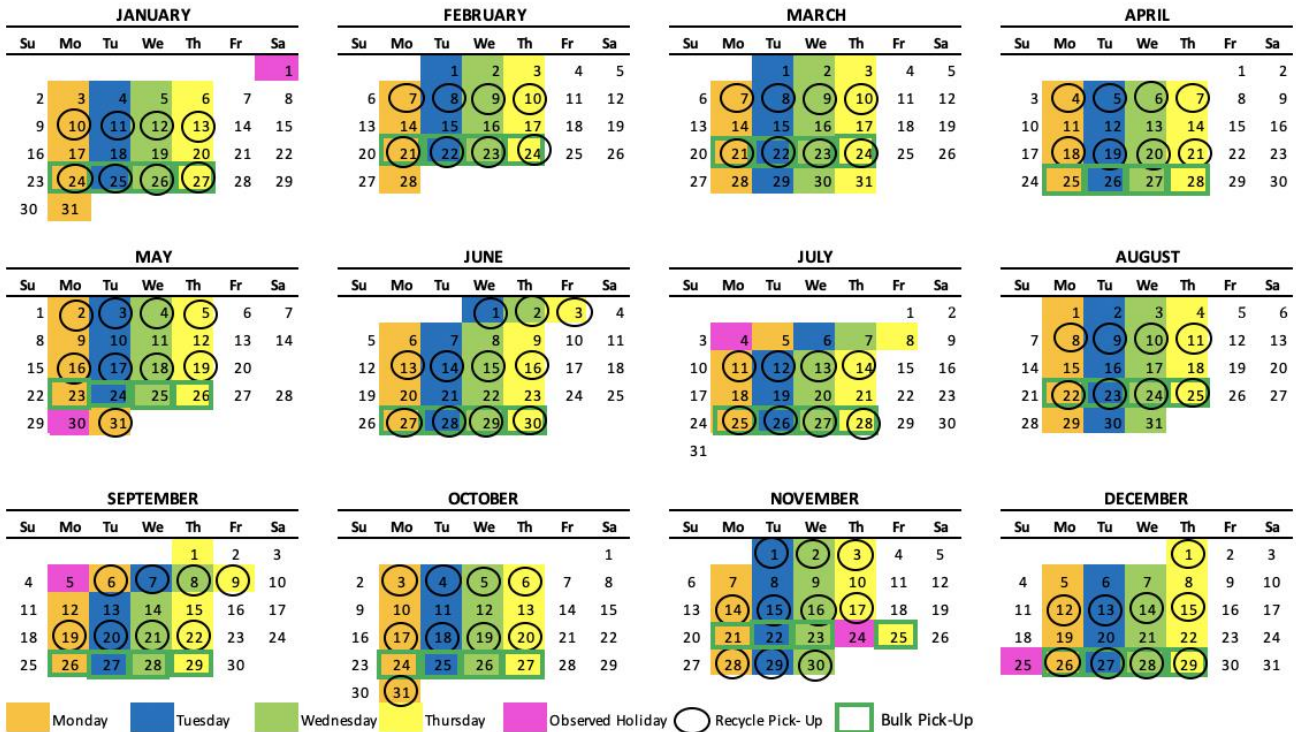 JANUARY FEBRUARY MARCH APRIL
Su Mo Tu We Th Fr Sa Su Mo Tu We Th Fr Sa Su Mo Tu We Th Fr Sa Su Mo Tu We Th Fr Sa
1 1 2 3 4 5 1 2 3 4 5 1 2
2 3 4 5 6 7 8 6 7 8 9 10 11 12 6 7 8 9 10 11 12 3 4 5 6 7 8 9
9 10 11 12 13 14 15 13 14 15 16 17 18 19 13 14 15 16 17 18 19 10 11 12 13 14 15 16
16 17 18 19 20 21 22 20 21 22 23 24 25 26 20 21 22 23 24 25 26 17 18 19 20 21 22 23
23 24 25 26 27 28 29 27 28 27 28 29 30 31 24 25 26 27 28 29 30
30 31
MAY JUNE JULY AUGUST
Su Mo Tu We Th Fr Sa Su Mo Tu We Th Fr Sa Su Mo Tu We Th Fr Sa Su Mo Tu We Th Fr Sa
1 2 3 4 5 6 7 1 2 3 4 1 2 1 2 3 4 5 6
8 9 10 11 12 13 14 5 6 7 8 9 10 11 3 4 5 6 7 8 9 7 8 9 10 11 12 13
15 16 17 18 19 20 12 13 14 15 16 17 18 10 11 12 13 14 15 16 14 15 16 17 18 19 20
22 23 24 25 26 27 28 19 20 21 22 23 24 25 17 18 19 20 21 22 23 21 22 23 24 25 26 27
29 30 31 26 27 28 29 30 24 25 26 27 28 29 30 28 29 30 31
31
SEPTEMBER OCTOBER NOVEMBER DECEMBER
Su Mo Tu We Th Fr Sa Su Mo Tu We Th Fr Sa Su Mo Tu We Th Fr Sa Su Mo Tu We Th Fr Sa
1 2 3 1 1 2 3 4 5 1 2 3
4 5 6 7 8 9 10 2 3 4 5 6 7 8 6 7 8 9 10 11 12 4 5 6 7 8 9 10
11 12 13 14 15 16 17 9 10 11 12 13 14 15 13 14 15 16 17 18 19 11 12 13 14 15 16 17
18 19 20 21 22 23 24 16 17 18 19 20 21 22 20 21 22 23 24 25 26 18 19 20 21 22 23 24
25 26 27 28 29 30 23 24 25 26 27 28 29 27 28 29 30 25 26 27 28 29 30 31
30 31
Monday Tuesday Wednesday Thursday Observed Holiday Recycle Pick- Up Bulk Pick-Up